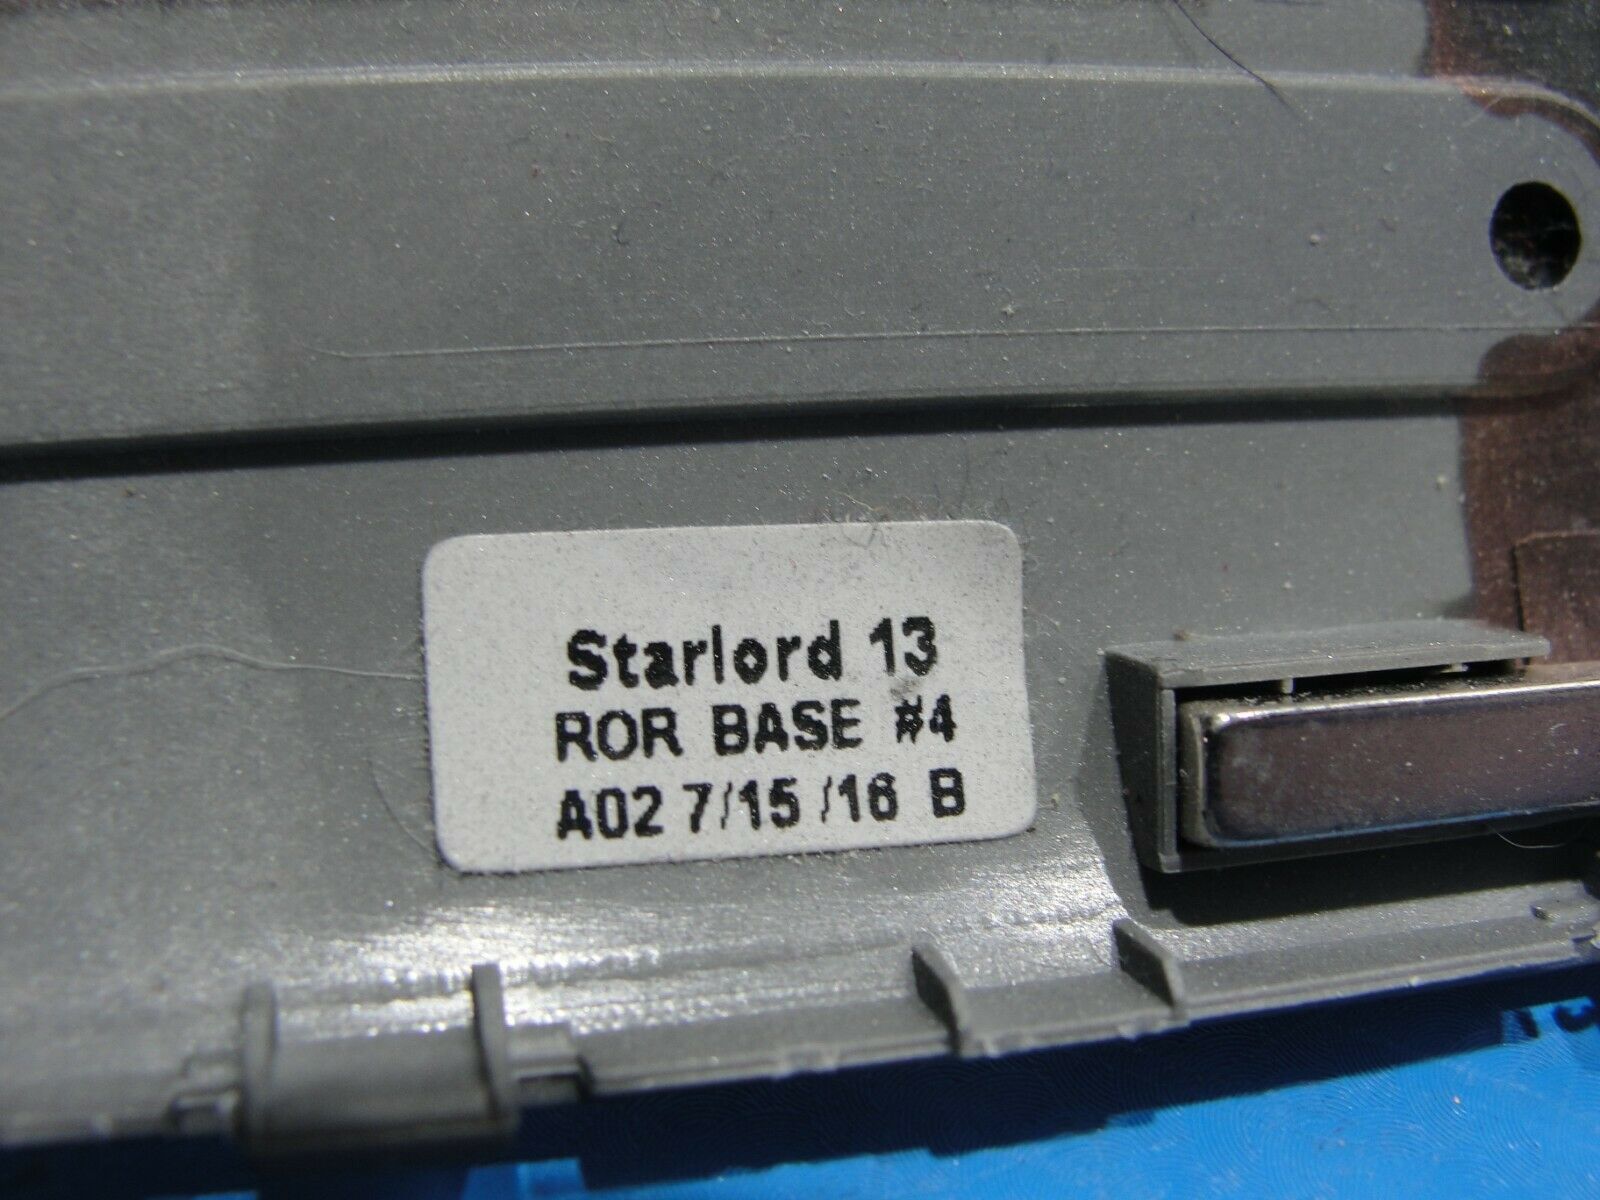 Starlord 13
ROR BASE #4
A02 7/15/16 B